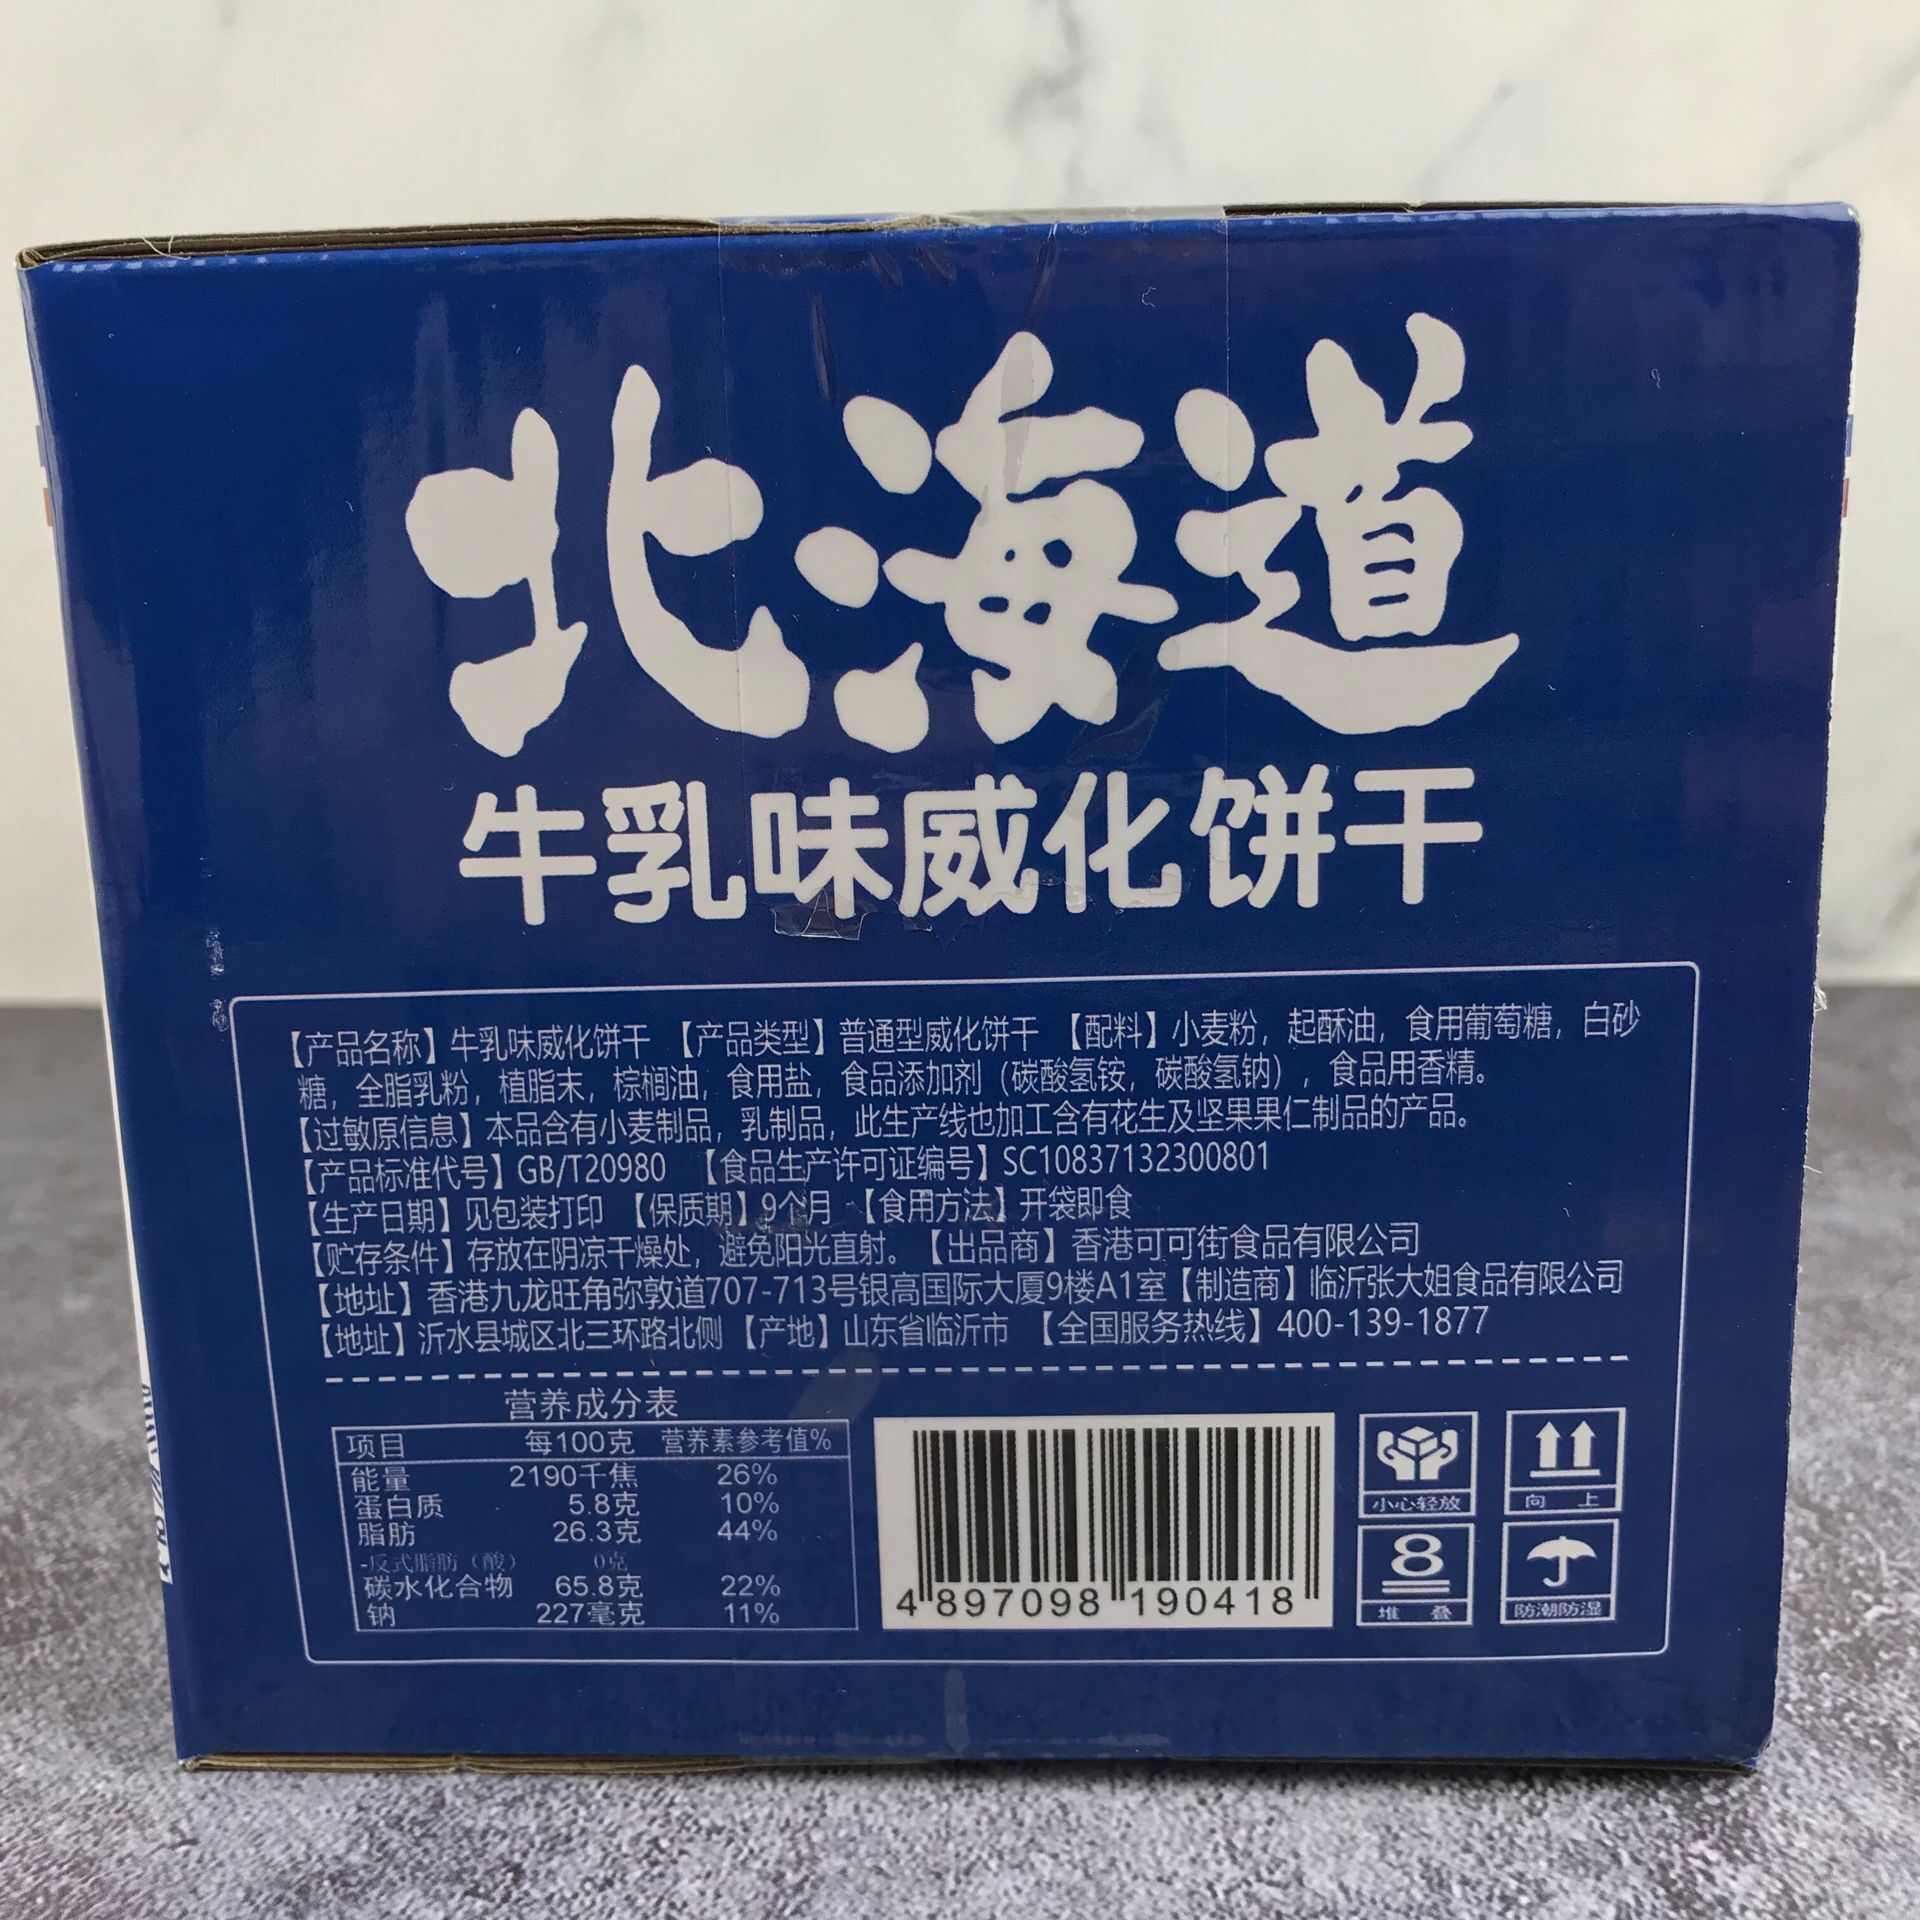 北海道
牛乳味威化饼干
【产品名称】牛乳味威化饼干 【产品类型】普通型威化饼干 【配料】小麦粉，起酥油，食用葡萄糖，白砂
糖，全脂乳粉，植脂末，棕榈油，食用盐，食品添加剂（碳酸氢铵，碳酸氢钠），食品用香精。
【过敏原信息】本品含有小麦制品，乳制品，此生产线也加工含有花生及坚果果仁制品的产品。
【产品标准代号】GB/T20980 【食品生产许可证编号】SC10837132300801
【生产日期】见包装打印 【保质期】9个月 【食用方法】开袋即食
【贮存条件】存放在阴凉干燥处，避免阳光直射。【出品商】香港可可街食品有限公司
【地址】香港九龙旺角弥敦道707-713号银高国际大厦9楼A1室【制造商】临沂张大姐食品有限公司
【地址】沂水县城区北三环路北侧 【产地】山东省临沂市 【全国服务热线】400-139-1877
营养成分表
项目 每100克 营养素参考值%
能量 2190千焦 26%
蛋白质 5.8克 10%
脂肪 26.3克 44%
-反式脂肪（酸） 0克
碳水化合物 65.8克 22%
钠 227毫克 11%
4 897098 190418
小心轻放
向 上
8
堆 叠
防潮防湿